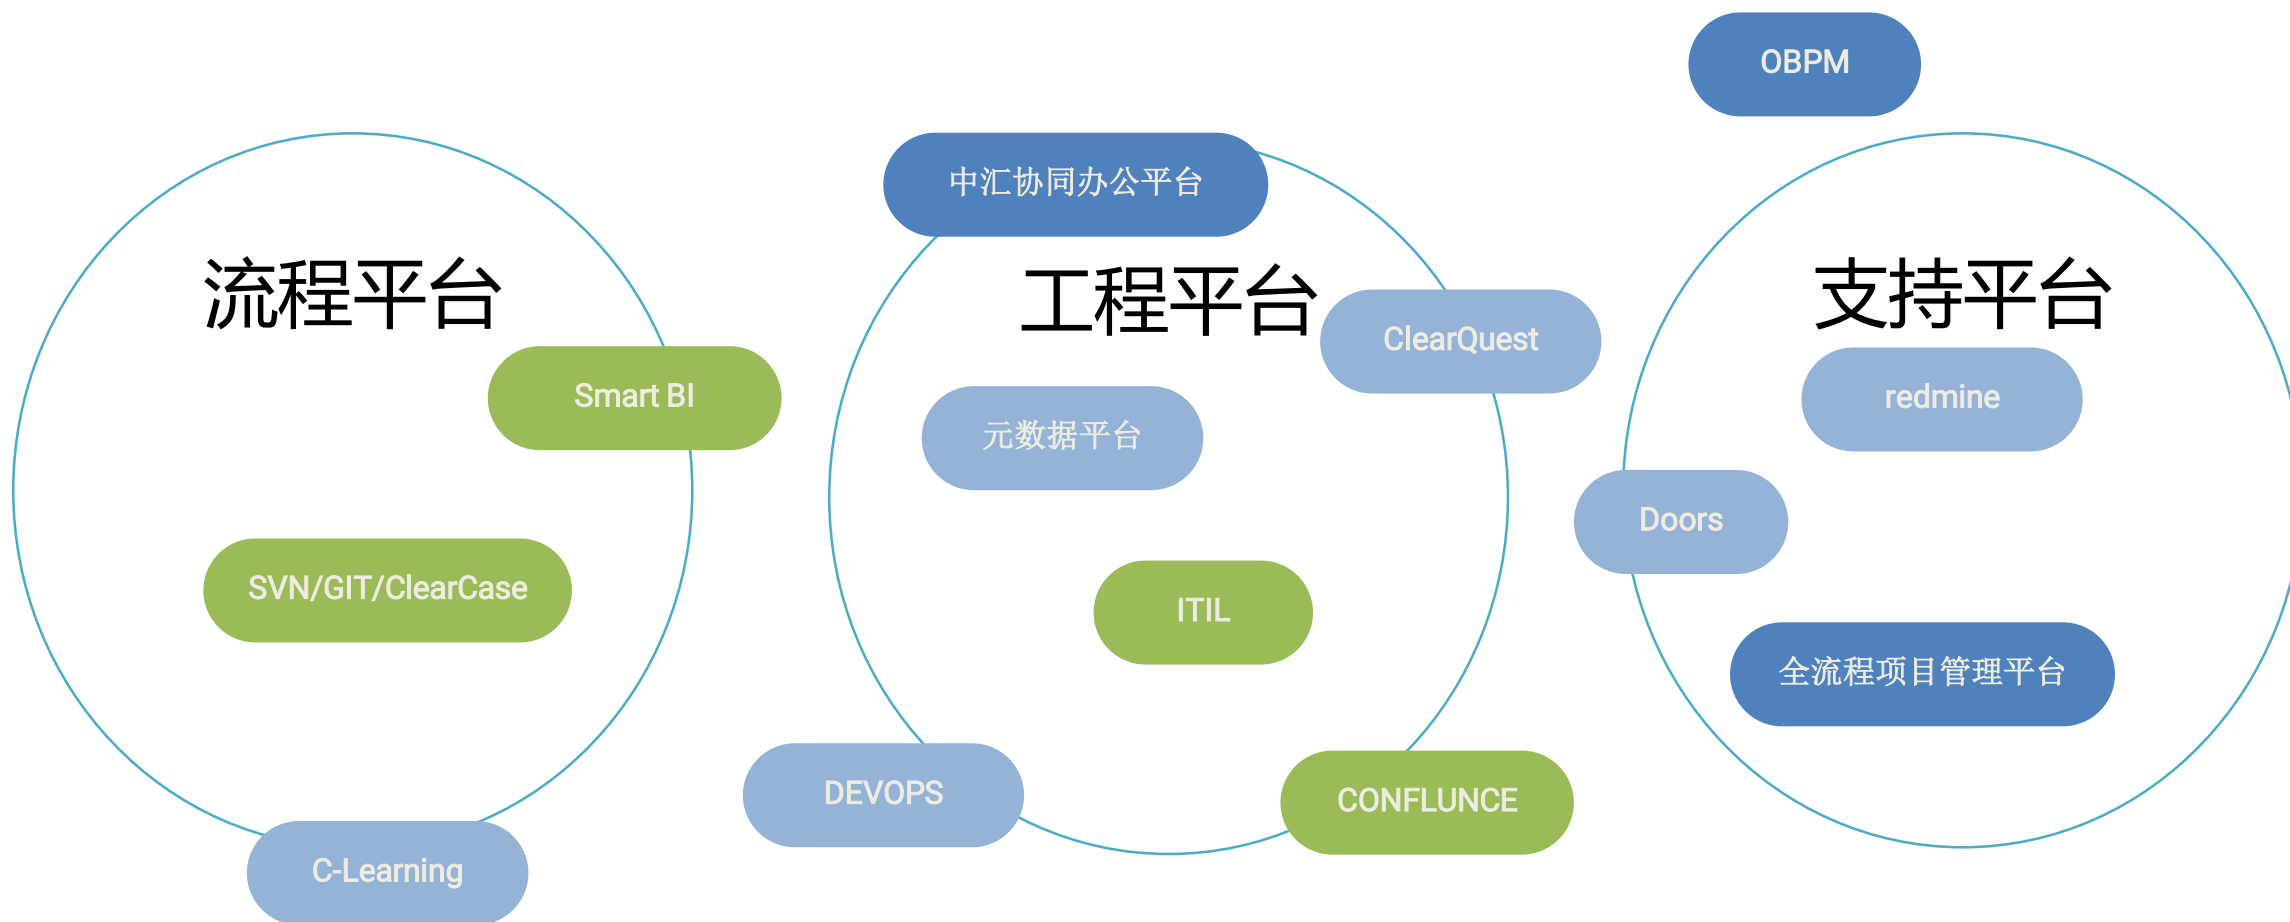 OBPM
中汇协同办公平台
流程平台
工程平台
支持平台
ClearQuest
Smart BI
redmine
元数据平台
Doors
SVN/GIT/ClearCase
ITIL
全流程项目管理平台
DEVOPS
CONFLUNCE
C-Learning